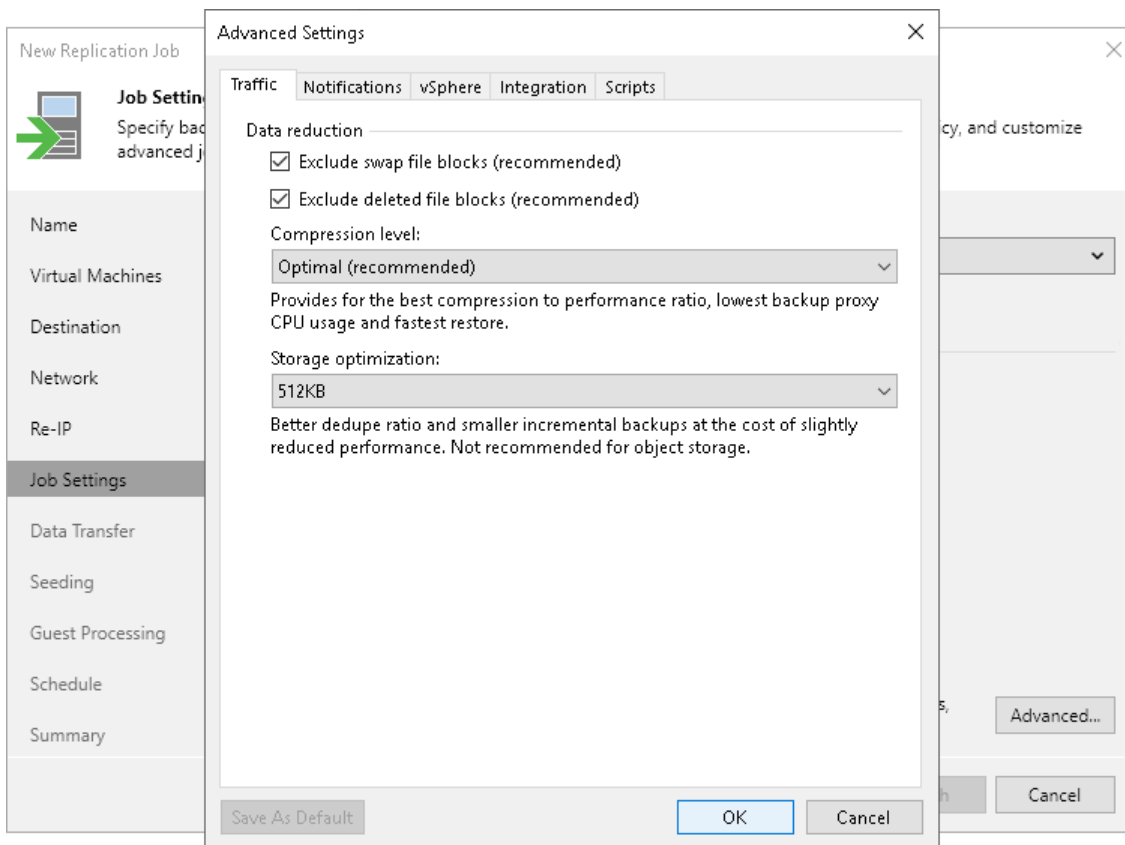 Advanced Settings
New Replication Job
Job Settin
Specify bac
advanced j
icy, and customize
Traffic
Notifications
vSphere
Integration
Scripts
Data reduction
Exclude swap file blocks (recommended)
Exclude deleted file blocks (recommended)
Compression level:
Optimal (recommended)
Provides for the best compression to performance ratio, lowest backup proxy
CPU usage and fastest restore.
Storage optimization:
512KB
Better dedupe ratio and smaller incremental backups at the cost of slightly
reduced performance. Not recommended for object storage.
Name
Virtual Machines
Destination
Network
Re-IP
Job Settings
Data Transfer
Seeding
Guest Processing
Schedule
Summary
s,
Advanced...
Save As Default
OK
Cancel
h
Cancel